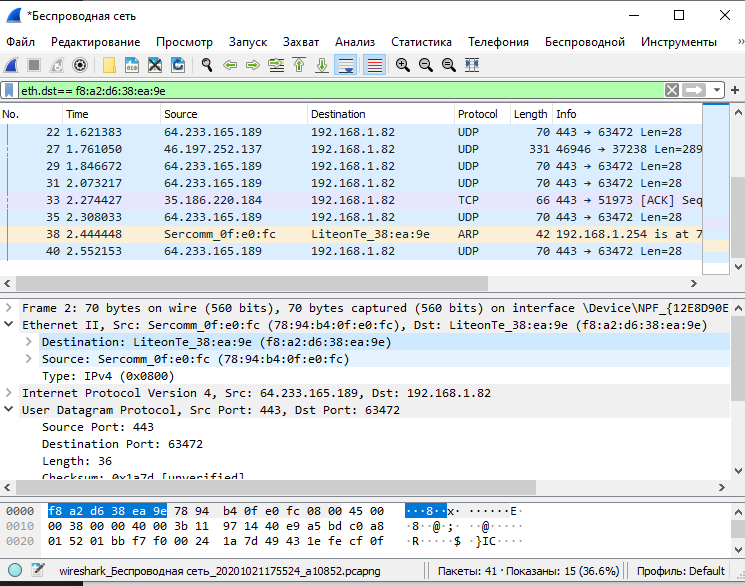 *Беспроводная сеть
Файл Редактирование Просмотр Запуск Захват Анализ Статистика Телефония Беспроводной Инструменты »
eth.dst== f8:a2:d6:38:ea:9e
No. Time Source Destination Protocol Length Info
22 1.621383 64.233.165.189 192.168.1.82 UDP 70 443 → 63472 Len=28
27 1.761050 46.197.252.137 192.168.1.82 UDP 331 46946 → 37238 Len=289
29 1.846672 64.233.165.189 192.168.1.82 UDP 70 443 → 63472 Len=28
31 2.073217 64.233.165.189 192.168.1.82 UDP 70 443 → 63472 Len=28
33 2.274427 35.186.220.184 192.168.1.82 TCP 66 443 → 51973 [ACK] Seq
35 2.308033 64.233.165.189 192.168.1.82 UDP 70 443 → 63472 Len=28
38 2.444448 Sercomm_0f:e0:fc LiteonTe_38:ea:9e ARP 42 192.168.1.254 is at 7
40 2.552153 64.233.165.189 192.168.1.82 UDP 70 443 → 63472 Len=28
Frame 2: 70 bytes on wire (560 bits), 70 bytes captured (560 bits) on interface \Device\NPF_{12E8D90E
Ethernet II, Src: Sercomm_0f:e0:fc (78:94:b4:0f:e0:fc), Dst: LiteonTe_38:ea:9e (f8:a2:d6:38:ea:9e)
Destination: LiteonTe_38:ea:9e (f8:a2:d6:38:ea:9e)
Source: Sercomm_0f:e0:fc (78:94:b4:0f:e0:fc)
Type: IPv4 (0x0800)
Internet Protocol Version 4, Src: 64.233.165.189, Dst: 192.168.1.82
User Datagram Protocol, Src Port: 443, Dst Port: 63472
Source Port: 443
Destination Port: 63472
Length: 36
Checksum: 0x1a7d [unverified]
0000 f8 a2 d6 38 ea 9e 78 94 b4 0f e0 fc 08 00 45 00 ···8··x· ······E·
0010 00 38 00 00 40 00 3b 11 97 14 40 e9 a5 bd c0 a8 ·8··@·;· ··@·····
0020 01 52 01 bb f7 f0 00 24 1a 7d 49 43 1e fe cf 0f ·R·····$ ·}IC····
wireshark_Беспроводная сеть_20201021175524_a10852.pcapng Пакеты: 41 · Показаны: 15 (36.6%) Профиль: Default